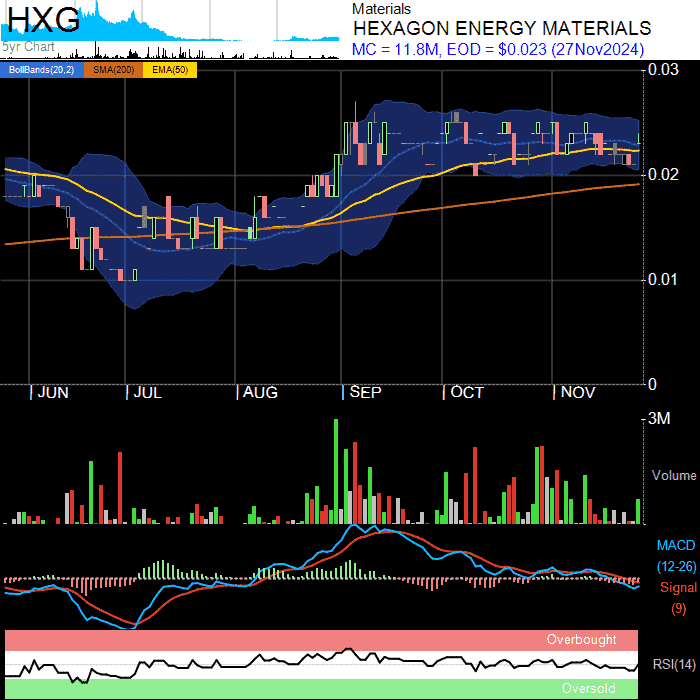 HXG
5yr Chart
Materials
HEXAGON ENERGY MATERIALS
MC = 11.8M, EOD = $0.023 (27Nov2024)
BollBands(20,2) SMA(200) EMA(50)
0.03
0.02
0.01
0
JUN JUL AUG SEP OCT NOV
3M
Volume
MACD
(12-26)
Signal
(9)
Overbought
RSI(14)
Oversold